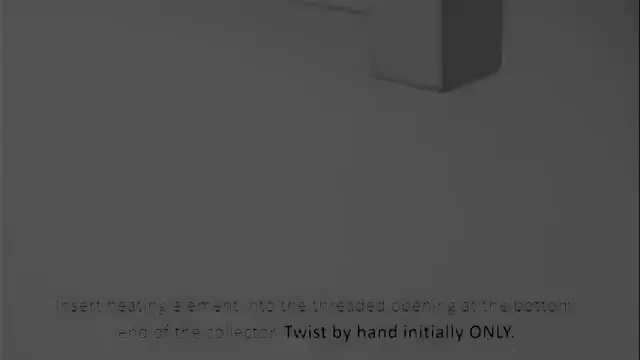 Insert heating element into the threaded opening at the bottom
end of the collector. Twist by hand initially ONLY.